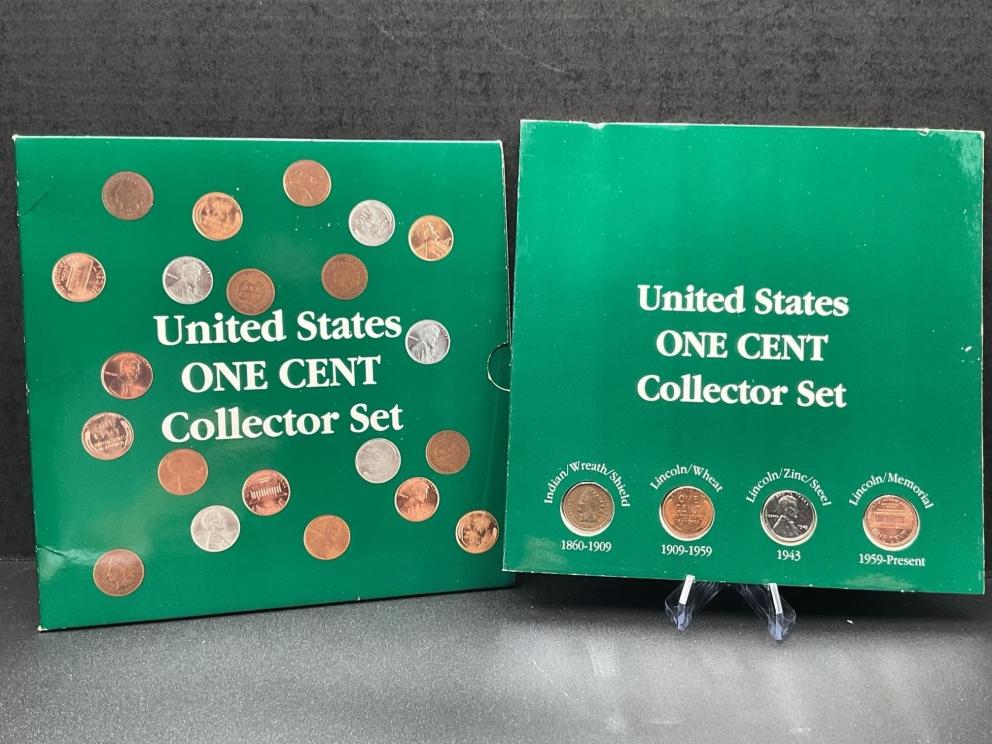 United States
ONE CENT
Collector Set
United States
ONE CENT
Collector Set
Indian/Wreath/Shield
1860-1909
Lincoln/Wheat
1909-1959
Lincoln/Zinc/Steel
1943
Lincoln/Memorial
1959-Present